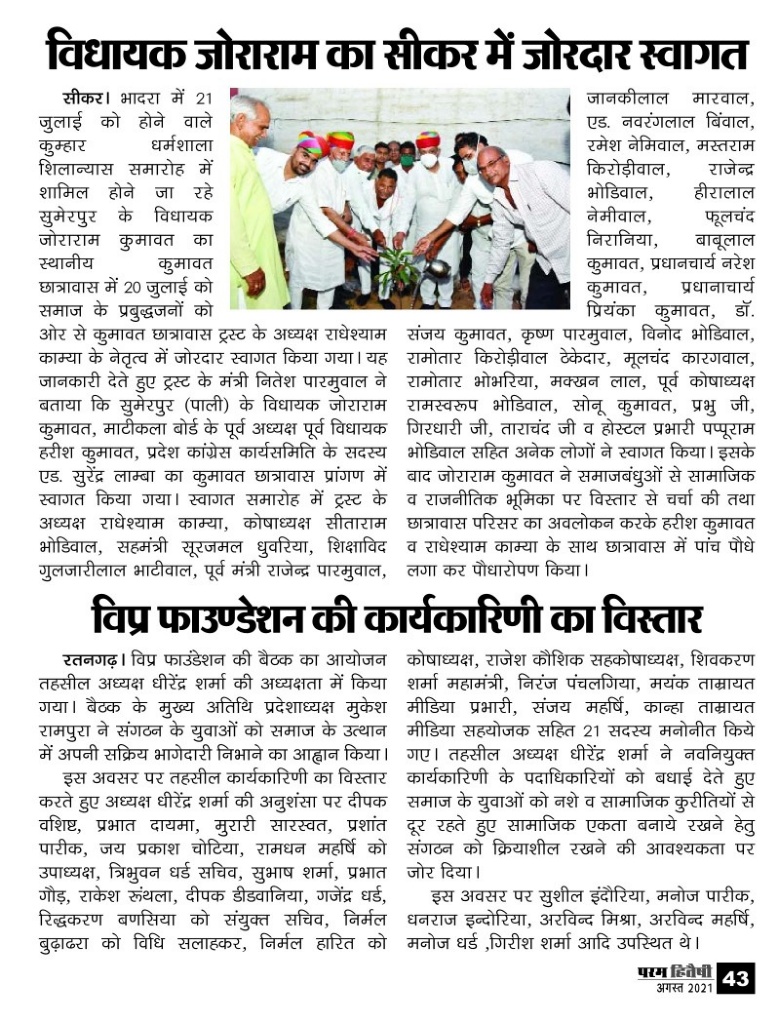 विधायक जोराराम का सीकर में जोरदार स्वागत
सीकर। भादरा में 21
जुलाई को होने वाले
कुम्हार धर्मशाला
शिलान्यास समारोह में
शामिल होने जा रहे
सुमेरपुर के विधायक
जोराराम कुमावत का
स्थानीय कुमावत
छात्रावास में 20 जुलाई को
समाज के प्रबुद्धजनों को
ओर से कुमावत छात्रावास ट्रस्ट के अध्यक्ष राधेश्याम
काम्या के नेतृत्व में जोरदार स्वागत किया गया। यह
जानकारी देते हुए ट्रस्ट के मंत्री नितेश पारमुवाल ने
बताया कि सुमेरपुर (पाली) के विधायक जोराराम
कुमावत, माटीकला बोर्ड के पूर्व अध्यक्ष पूर्व विधायक
हरीश कुमावत, प्रदेश कांग्रेस कार्यसमिति के सदस्य
एड. सुरेंद्र लाम्बा का कुमावत छात्रावास प्रांगण में
स्वागत किया गया। स्वागत समारोह में ट्रस्ट के
अध्यक्ष राधेश्याम काम्या, कोषाध्यक्ष सीताराम
भोडिवाल, सहमंत्री सूरजमल धुवरिया, शिक्षाविद
गुलजारीलाल भाटीवाल, पूर्व मंत्री राजेन्द्र पारमुवाल,
जानकीलाल मारवाल,
एड. नवरंगलाल बिंवाल,
रमेश नेमिवाल, मस्तराम
किरोड़ीवाल, राजेन्द्र
भोडिवाल, हीरालाल
नेमीवाल, फूलचंद
निरानिया, बाबूलाल
कुमावत, प्रधानचार्य नरेश
कुमावत, प्रधानाचार्य
प्रियंका कुमावत, डॉ.
संजय कुमावत, कृष्ण पारमुवाल, विनोद भोडिवाल,
रामोतार किरोड़ीवाल ठेकेदार, मूलचंद कारगवाल,
रामोतार भोभरिया, मक्खन लाल, पूर्व कोषाध्यक्ष
रामस्वरूप भोडिवाल, सोनू कुमावत, प्रभु जी,
गिरधारी जी, ताराचंद जी व होस्टल प्रभारी पप्पूराम
भोडिवाल सहित अनेक लोगों ने स्वागत किया। इसके
बाद जोराराम कुमावत ने समाजबंधुओं से सामाजिक
व राजनीतिक भूमिका पर विस्तार से चर्चा की तथा
छात्रावास परिसर का अवलोकन करके हरीश कुमावत
व राधेश्याम काम्या के साथ छात्रावास में पांच पौधे
लगा कर पौधारोपण किया।
विप्र फाउण्डेशन की कार्यकारिणी का विस्तार
रतनगढ़। विप्र फाउंडेशन की बैठक का आयोजन
तहसील अध्यक्ष धीरेंद्र शर्मा की अध्यक्षता में किया
गया। बैठक के मुख्य अतिथि प्रदेशाध्यक्ष मुकेश
रामपुरा ने संगठन के युवाओं को समाज के उत्थान
में अपनी सक्रिय भागेदारी निभाने का आह्वान किया।
इस अवसर पर तहसील कार्यकारिणी का विस्तार
करते हुए अध्यक्ष धीरेंद्र शर्मा की अनुशंसा पर दीपक
वशिष्ट, प्रभात दायमा, मुरारी सारस्वत, प्रशांत
पारीक, जय प्रकाश चोटिया, रामधन महर्षि को
उपाध्यक्ष, त्रिभुवन धर्ड सचिव, सुभाष शर्मा, प्रभात
गौड़, राकेश रूंथला, दीपक डीडवानिया, गजेंद्र धर्ड,
रिद्धकरण बणसिया को संयुक्त सचिव, निर्मल
बुढ़ाढरा को विधि सलाहकर, निर्मल हारित को
कोषाध्यक्ष, राजेश कौशिक सहकोषाध्यक्ष, शिवकरण
शर्मा महामंत्री, निरंज पंचलगिया, मयंक ताम्रायत
मीडिया प्रभारी, संजय महर्षि, कान्हा ताम्रायत
मीडिया सहयोजक सहित 21 सदस्य मनोनीत किये
गए। तहसील अध्यक्ष धीरेंद्र शर्मा ने नवनियुक्त
कार्यकारिणी के पदाधिकारियों को बधाई देते हुए
समाज के युवाओं को नशे व सामाजिक कुरीतियों से
दूर रहते हुए सामाजिक एकता बनाये रखने हेतु
संगठन को क्रियाशील रखने की आवश्यकता पर
जोर दिया।
इस अवसर पर सुशील इंदौरिया, मनोज पारीक,
धनराज इन्दोरिया, अरविन्द मिश्रा, अरविन्द महर्षि,
मनोज धर्ड ,गिरीश शर्मा आदि उपस्थित थे।
परम हितैषी
अगस्त 2021 43